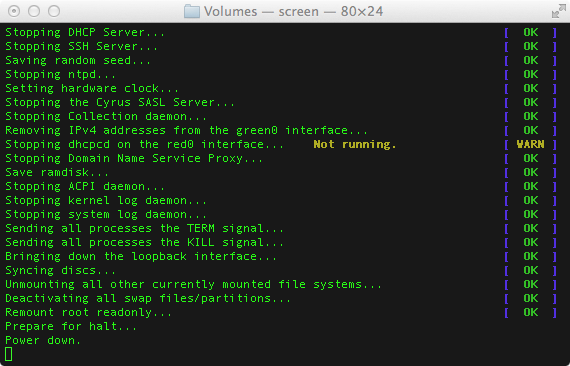 Volumes — screen — 80×24
Stopping DHCP Server... [ OK ]
Stopping SSH Server... [ OK ]
Saving random seed... [ OK ]
Stopping ntpd... [ OK ]
Setting hardware clock... [ OK ]
Stopping the Cyrus SASL Server... [ OK ]
Stopping Collection daemon... [ OK ]
Removing IPv4 addresses from the green0 interface... [ OK ]
Stopping dhcpcd on the red0 interface... Not running. [ WARN ]
Stopping Domain Name Service Proxy... [ OK ]
Save ramdisk... [ OK ]
Stopping ACPI daemon... [ OK ]
Stopping kernel log daemon... [ OK ]
Stopping system log daemon... [ OK ]
Sending all processes the TERM signal... [ OK ]
Sending all processes the KILL signal... [ OK ]
Bringing down the loopback interface... [ OK ]
Syncing discs... [ OK ]
Unmounting all other currently mounted file systems... [ OK ]
Deactivating all swap files/partitions... [ OK ]
Remount root readonly... [ OK ]
Prepare for halt...
Power down.